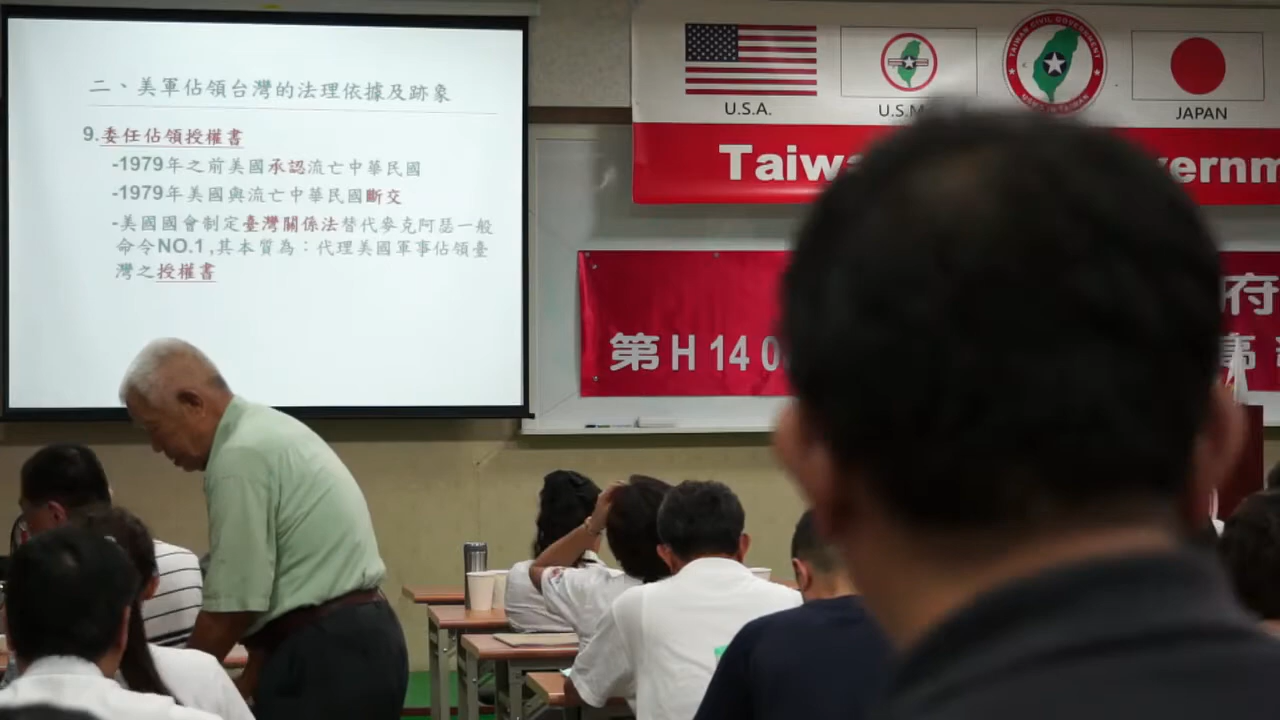 二、美軍佔領台灣的法理依據及跡象
9.委任佔領授權書
-1979年之前美國承認流亡中華民國
-1979年美國與流亡中華民國斷交
-美國國會制定臺灣關係法替代麥克阿瑟一般
命令NO.1,其本質為：代理美國軍事佔領臺
灣之授權書
U.S.A.
U.S.M
TAIWAN CIVIL GOVERNMENT
JAPAN
Taiwa
ernm
府
第H 14 0
高